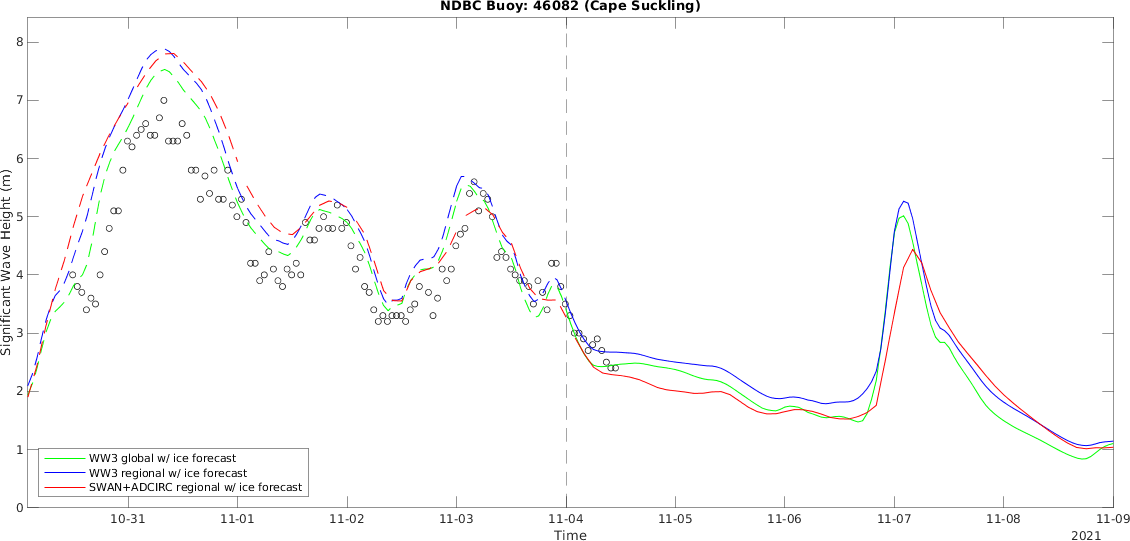 NDBC Buoy: 46082 (Cape Suckling)
8
7
6
5
4
3
2
1
0
Significant Wave Height (m)
WW3 global w/ ice forecast
WW3 regional w/ ice forecast
SWAN+ADCIRC regional w/ ice forecast
10-31 11-01 11-02 11-03 11-04 11-05 11-06 11-07 11-08 11-09
Time
2021